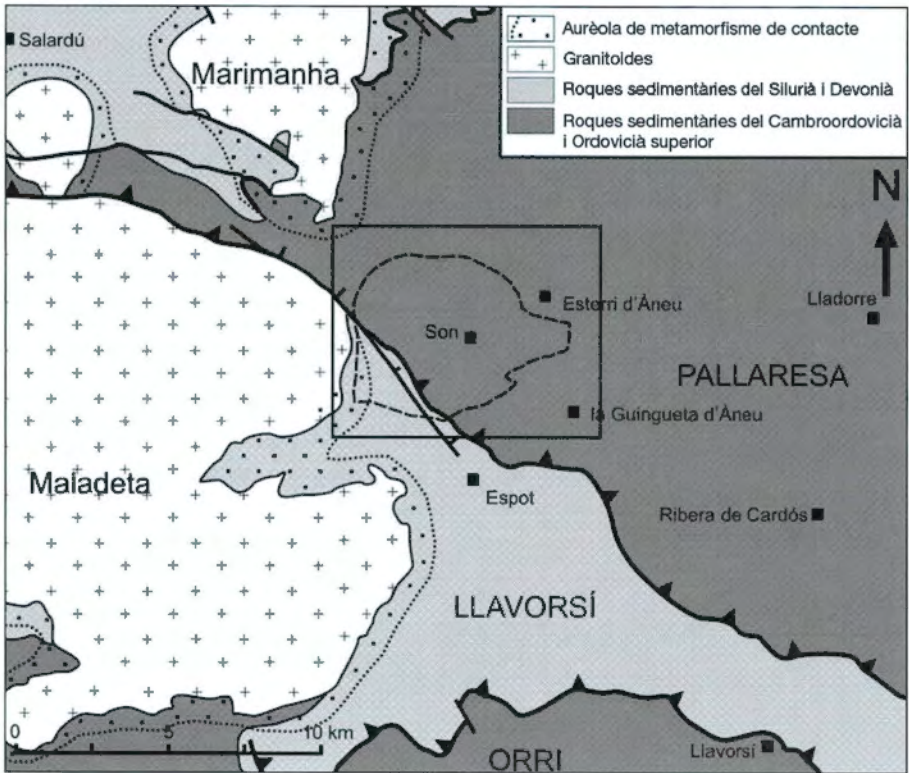 Salardú
Marimanha
Aurèola de metamorfisme de contacte
Granitoides
Roques sedimentàries del Silurià i Devonià
Roques sedimentàries del Cambroordovicià
i Ordovicià superior
N
Esterri d'Àneu
Lladorre
Son
PALLARESA
la Guingueta d'Àneu
Maladeta
Espot
Ribera de Cardós
LLAVORSÍ
0 5 10 km
ORRI
Llavorsí